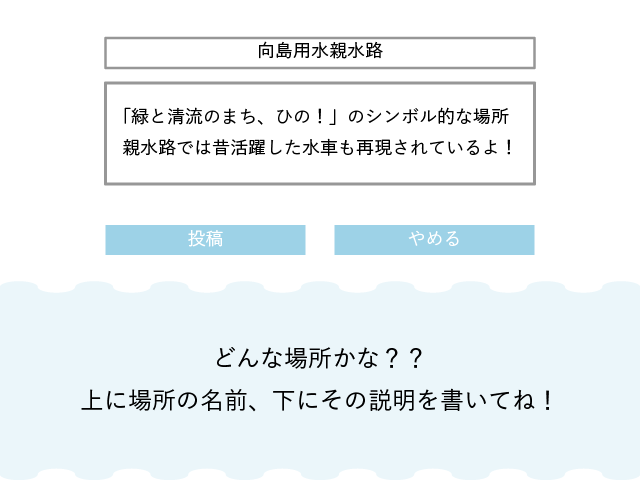 向島用水親水路
「緑と清流のまち、ひの！」のシンボル的な場所
親水路では昔活躍した水車も再現されているよ！
投稿
やめる
どんな場所かな？？
上に場所の名前、下にその説明を書いてね！